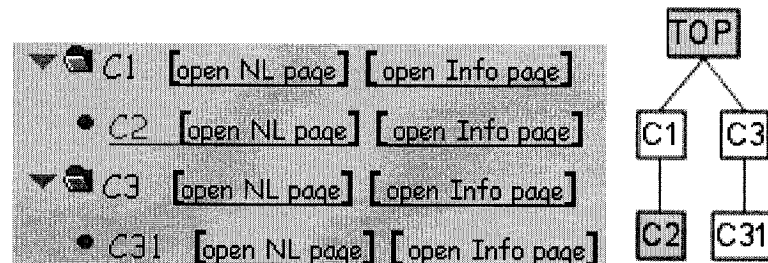 C1 [open NL page] [open Info page]
C2 [open NL page] [open Info page]
C3 [open NL page] [open Info page]
C31 [open NL page] [open Info page]
TOP
C1 C3
C2 C31